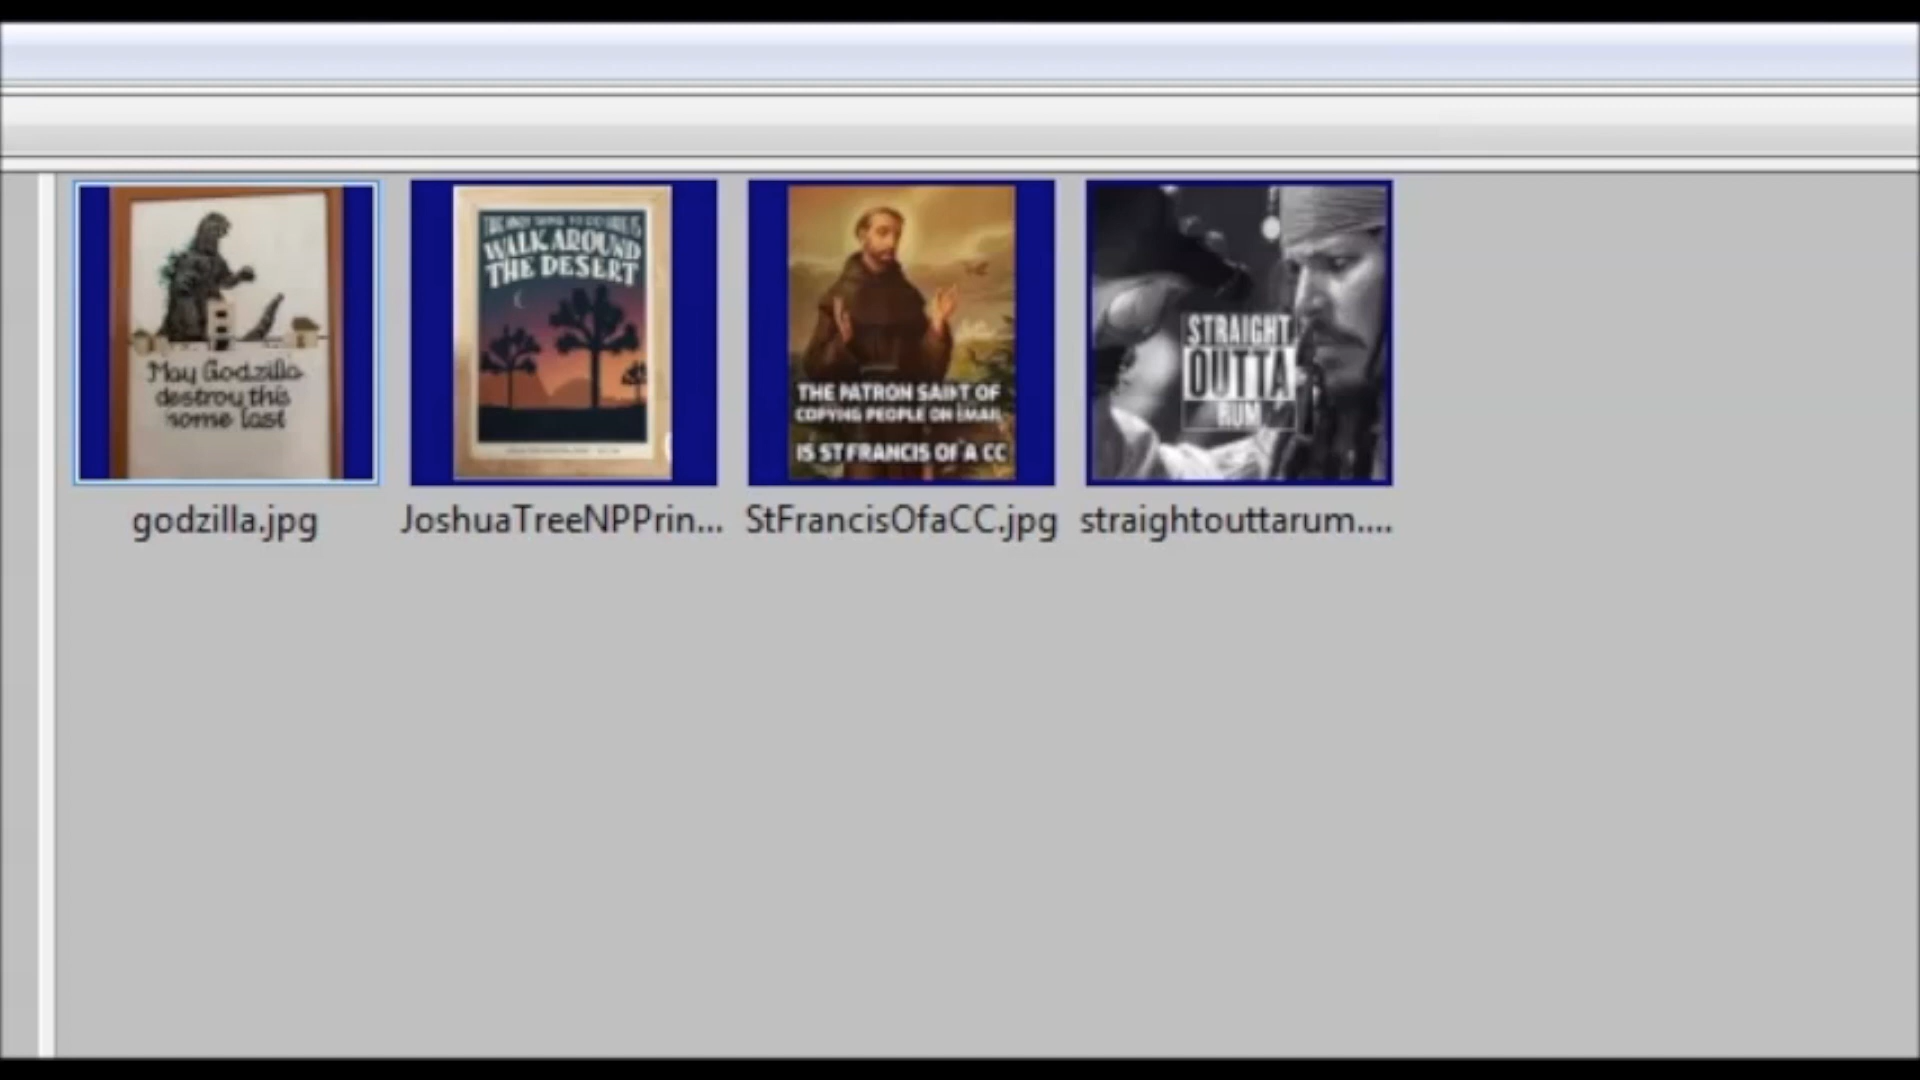 May Godzilla
destroy this
home last
WALK AROUND
THE DESERT
THE PATRON SAINT OF
COPYING PEOPLE ON EMAIL
IS ST FRANCIS OF A CC
STRAIGHT
OUTTA
RUM
godzilla.jpg
JoshuaTreeNPPrin...
StFrancisOfaCC.jpg
straightouttarum....